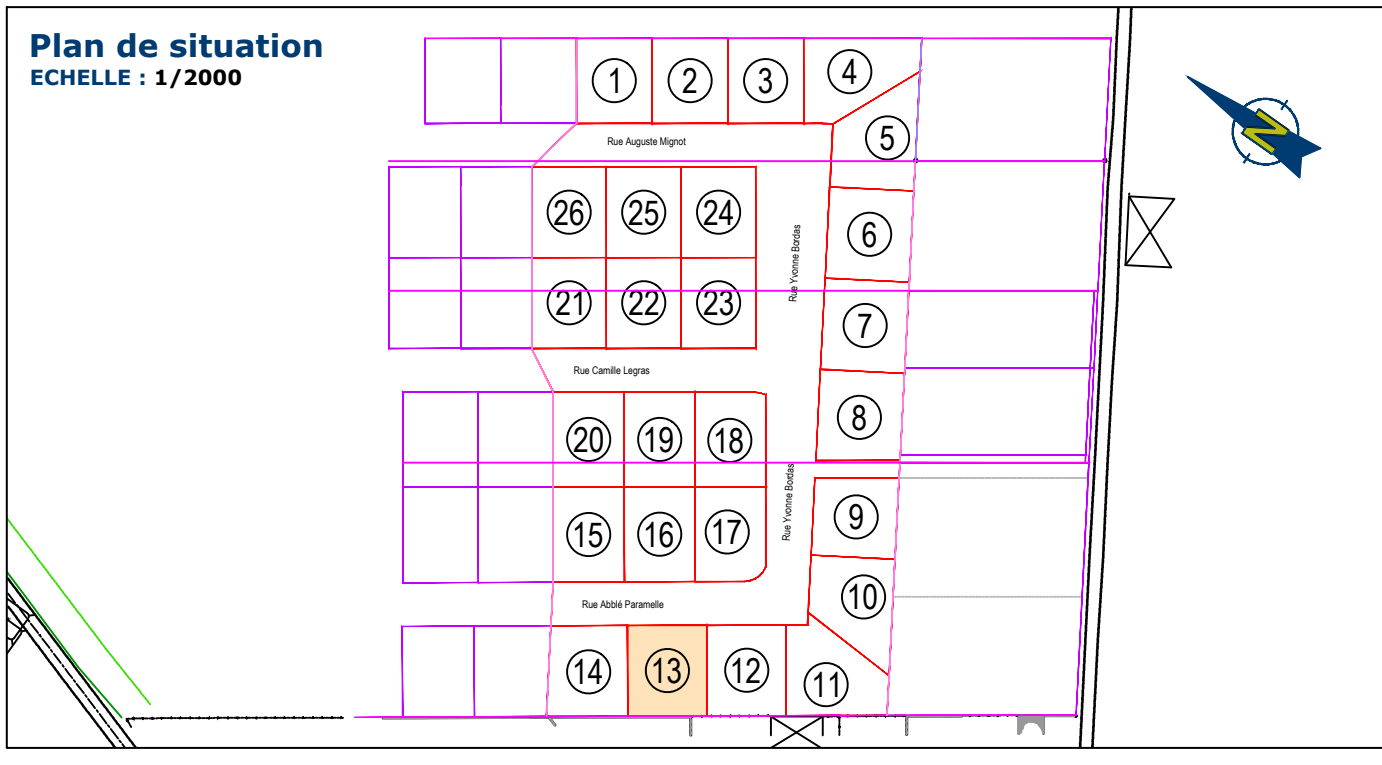 Plan de situation
ECHELLE : 1/2000
1 2 3 4
5
Rue Auguste Mignot
26 25 24
6
Rue Yvonne Bordas
21 22 23
7
Rue Camille Legras
20 19 18
8
Rue Yvonne Bordas
15 16 17
9
10
Rue Abblé Paramelle
14 13 12 11
N